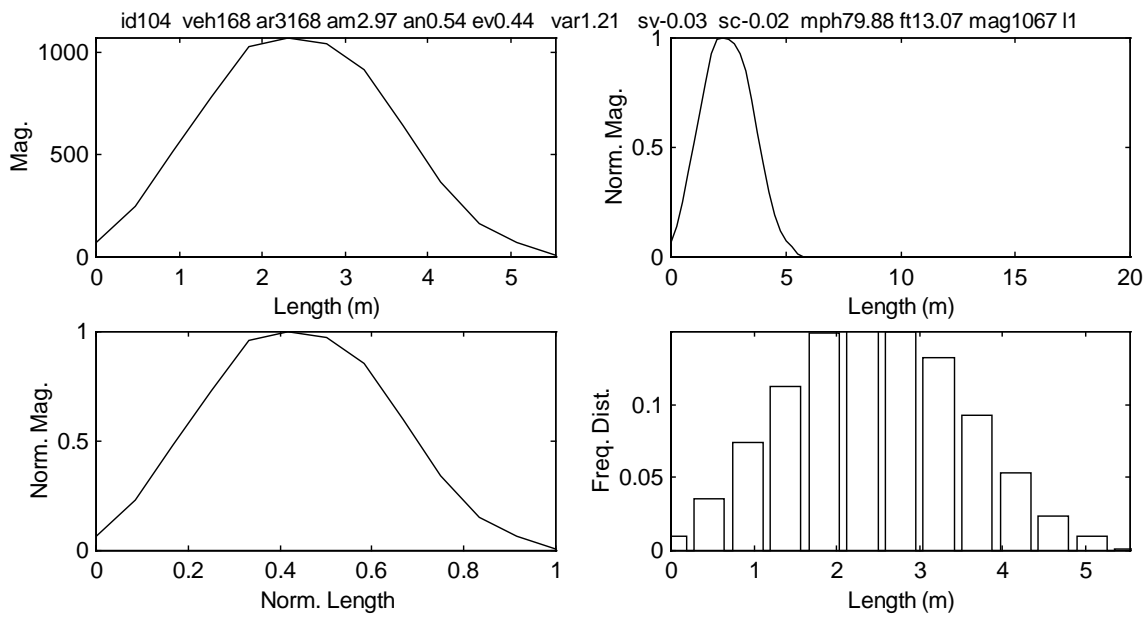 id104 veh168 ar3168 am2.97 an0.54 ev0.44 var1.21 sv-0.03 sc-0.02 mph79.88 ft13.07 mag1067 l1
Mag.
1000
500
0
0 1 2 3 4 5
Length (m)
Norm. Mag.
1
0.5
0
0 5 10 15 20
Length (m)
Norm. Mag.
1
0.5
0
0 0.2 0.4 0.6 0.8 1
Norm. Length
Freq. Dist.
0.1
0.05
0
0 1 2 3 4 5
Length (m)